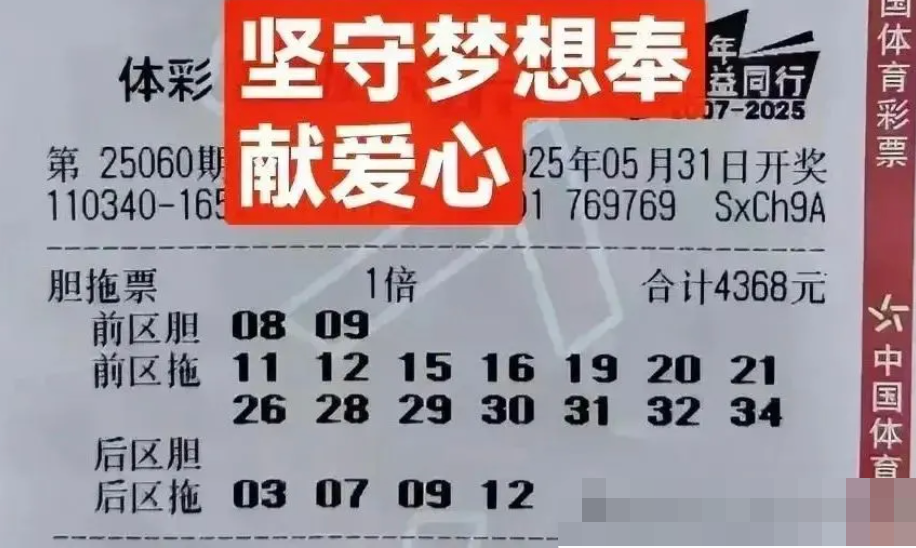 坚守梦想奉
献爱心
体彩
年
益同行
07-2025
第 25060期
025年05月31日开奖
110340-165
01 769769 SxCh9A
胆拖票 1倍 合计4368元
前区胆 08 09
前区拖 11 12 15 16 19 20 21
26 28 29 30 31 32 34
后区胆
后区拖 03 07 09 12
国体育彩票
中国体育